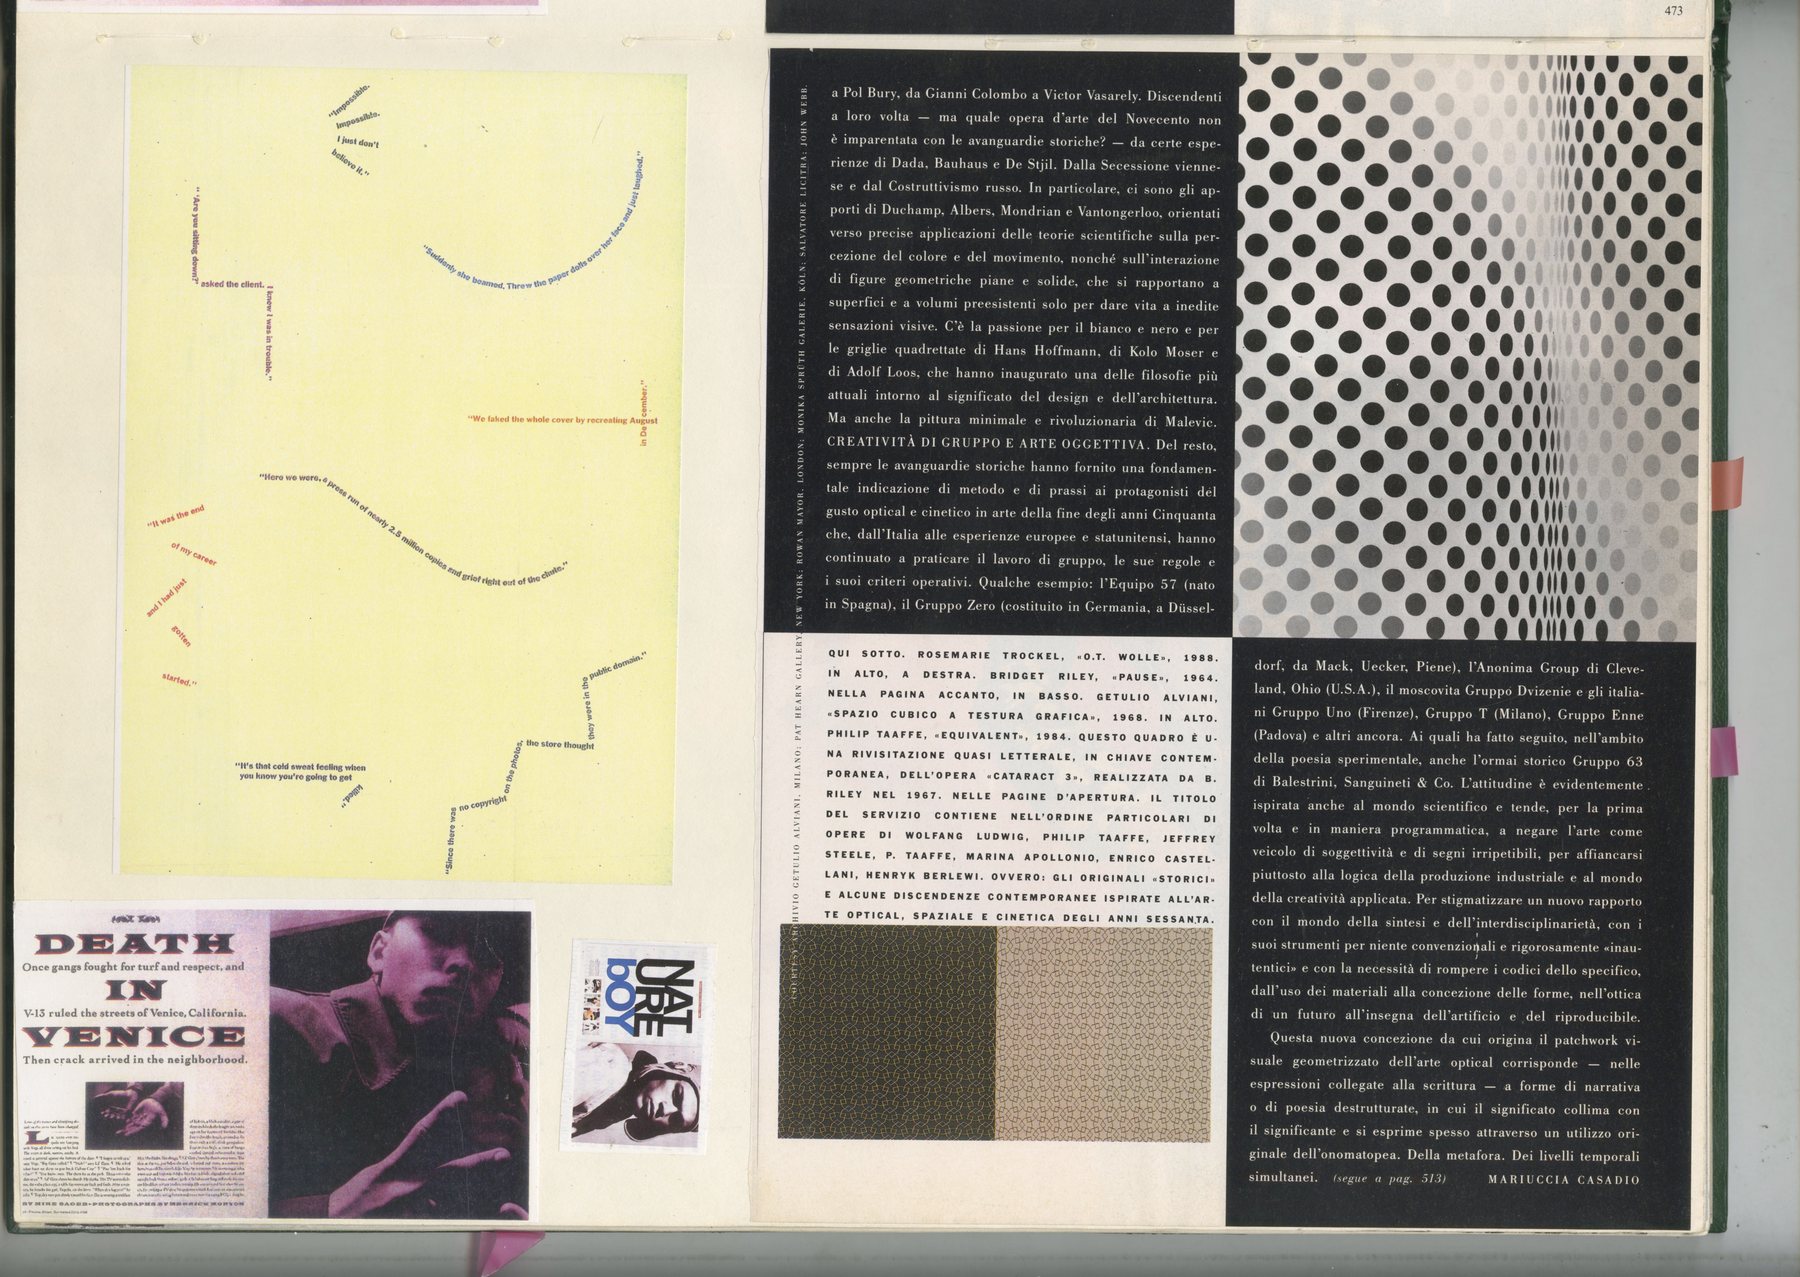 473
"Impossible.
Impossible.
I just don't
believe it."
"Suddenly she beamed. Threw the paper dolls over her face and just laughed."
"Are you sitting down?"
asked the client.
I knew I was in trouble."
"We faked the whole cover by recreating August
in December."
"Here we were, a press run of nearly 2.5 million copies and grief right out of the chute."
"It was the end
of my career
and I had just
gotten
started."
"It's that cold sweat feeling when
you know you're going to get
killed."
"Since there was
no copyright
on the photos,
the store thought
they were in the
public domain."
DEATH
Once gangs fought for turf and respect, and
IN
V-13 ruled the streets of Venice, California.
VENICE
Then crack arrived in the neighborhood.
NAT
URE
boy
a Pol Bury, da Gianni Colombo a Victor Vasarely. Discendenti
a loro volta — ma quale opera d'arte del Novecento non
è imparentata con le avanguardie storiche? — da certe espe-
rienze di Dada, Bauhaus e De Stjil. Dalla Secessione vienne-
se e dal Costruttivismo russo. In particolare, ci sono gli ap-
porti di Duchamp, Albers, Mondrian e Vantongerloo, orientati
verso precise applicazioni delle teorie scientifiche sulla per-
cezione del colore e del movimento, nonché sull'interazione
di figure geometriche piane e solide, che si rapportano a
superfici e a volumi preesistenti solo per dare vita a inedite
sensazioni visive. C'è la passione per il bianco e nero e per
le griglie quadrettate di Hans Hoffmann, di Kolo Moser e
di Adolf Loos, che hanno inaugurato una delle filosofie più
attuali intorno al significato del design e dell'architettura.
Ma anche la pittura minimale e rivoluzionaria di Malevic.
CREATIVITÀ DI GRUPPO E ARTE OGGETTIVA. Del resto,
sempre le avanguardie storiche hanno fornito una fondamen-
tale indicazione di metodo e di prassi ai protagonisti del
gusto optical e cinetico in arte della fine degli anni Cinquanta
che, dall'Italia alle esperienze europee e statunitensi, hanno
continuato a praticare il lavoro di gruppo, le sue regole e
i suoi criteri operativi. Qualche esempio: l'Equipo 57 (nato
in Spagna), il Gruppo Zero (costituito in Germania, a Düssel-
QUI SOTTO. ROSEMARIE TROCKEL, «O.T. WOLLE», 1988.
IN ALTO, A DESTRA. BRIDGET RILEY, «PAUSE», 1964.
NELLA PAGINA ACCANTO, IN BASSO. GETULIO ALVIANI,
«SPAZIO CUBICO A TESTURA GRAFICA», 1968. IN ALTO.
PHILIP TAAFFE, «EQUIVALENT», 1984. QUESTO QUADRO È U-
NA RIVISITAZIONE QUASI LETTERALE, IN CHIAVE CONTEM-
PORANEA, DELL'OPERA «CATARACT 3», REALIZZATA DA B.
RILEY NEL 1967. NELLE PAGINE D'APERTURA. IL TITOLO
DEL SERVIZIO CONTIENE NELL'ORDINE PARTICOLARI DI
OPERE DI WOLFANG LUDWIG, PHILIP TAAFFE, JEFFREY
STEELE, P. TAAFFE, MARINA APOLLONIO, ENRICO CASTEL-
LANI, HENRYK BERLEWI. OVVERO: GLI ORIGINALI «STORICI»
E ALCUNE DISCENDENZE CONTEMPORANEE ISPIRATE ALL'AR-
TE OPTICAL, SPAZIALE E CINETICA DEGLI ANNI SESSANTA.
COURTESY ARCHIVIO GETULIO ALVIANI, MILANO; PAT HEARN GALLERY, NEW YORK; ROWAN MAYOR, LONDON; MONIKA SPRÜTH GALERIE, KÖLN; SALVATORE LICITRA; JOHN WEBB.
dorf, da Mack, Uecker, Piene), l'Anonima Group di Cleve-
land, Ohio (U.S.A.), il moscovita Gruppo Dvizenie e gli italia-
ni Gruppo Uno (Firenze), Gruppo T (Milano), Gruppo Enne
(Padova) e altri ancora. Ai quali ha fatto seguito, nell'ambito
della poesia sperimentale, anche l'ormai storico Gruppo 63
di Balestrini, Sanguineti & Co. L'attitudine è evidentemente
ispirata anche al mondo scientifico e tende, per la prima
volta e in maniera programmatica, a negare l'arte come
veicolo di soggettività e di segni irripetibili, per affiancarsi
piuttosto alla logica della produzione industriale e al mondo
della creatività applicata. Per stigmatizzare un nuovo rapporto
con il mondo della sintesi e dell'interdisciplinarietà, con i
suoi strumenti per niente convenzionali e rigorosamente «inau-
tentici» e con la necessità di rompere i codici dello specifico,
dall'uso dei materiali alla concezione delle forme, nell'ottica
di un futuro all'insegna dell'artificio e del riproducibile.
Questa nuova concezione da cui origina il patchwork vi-
suale geometrizzato dell'arte optical corrisponde — nelle
espressioni collegate alla scrittura — a forme di narrativa
o di poesia destrutturate, in cui il significato collima con
il significante e si esprime spesso attraverso un utilizzo ori-
ginale dell'onomatopea. Della metafora. Dei livelli temporali
simultanei. (segue a pag. 513) MARIUCCIA CASADIO